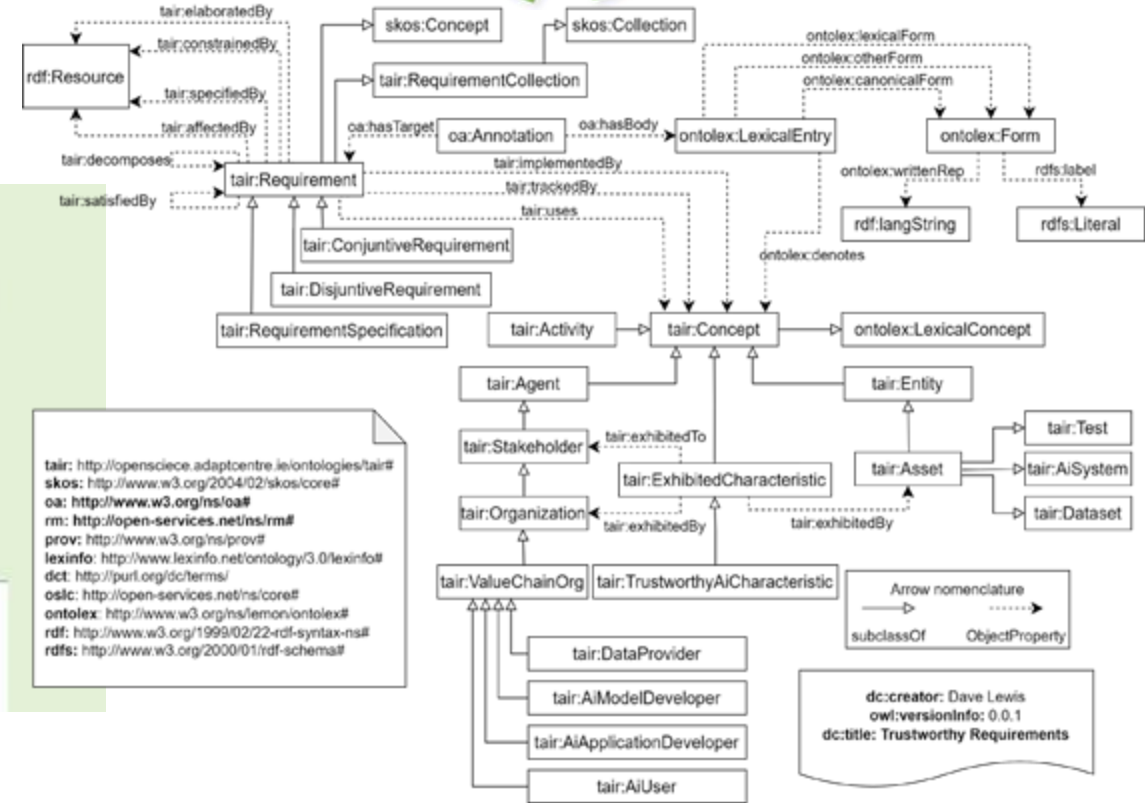 tair:elaboratedBy
skos:Concept
skos:Collection
tair:constrainedBy
ontolex:lexicalForm
rdf:Resource
ontolex:otherForm
tair:RequirementCollection
ontolex:canonicalForm
tair:specifiedBy
tair:affectedBy
oa:hasTarget
oa:Annotation
oa:hasBody
ontolex:LexicalEntry
ontolex:Form
tair:decomposes
tair:implementedBy
tair:Requirement
ontolex:writtenRep
rdfs:label
tair:trackedBy
tair:satisfiedBy
tair:uses
rdf:langString
rdfs:Literal
tair:ConjuntiveRequirement
ontolex:denotes
tair:DisjuntiveRequirement
tair:RequirementSpecification
tair:Activity
tair:Concept
ontolex:LexicalConcept
tair:Agent
tair:Entity
tair:Stakeholder
tair:exhibitedTo
tair:Test
tair:Asset
tair:AiSystem
tair:ExhibitedCharacteristic
tair:Organization
tair:exhibitedBy
tair:exhibitedBy
tair:Dataset
tair:ValueChainOrg
tair:TrustworthyAiCharacteristic
tair:DataProvider
tair:AiModelDeveloper
tair:AiApplicationDeveloper
tair:AiUser
tair: http://opensciece.adaptcentre.ie/ontologies/tair#
skos: http://www.w3.org/2004/02/skos/core#
oa: http://www.w3.org/ns/oa#
rm: http://open-services.net/ns/rm#
prov: http://www.w3.org/ns/prov#
lexinfo: http://www.lexinfo.net/ontology/3.0/lexinfo#
dct: http://purl.org/dc/terms/
oslc: http://open-services.net/ns/core#
ontolex: http://www.w3.org/ns/lemon/ontolex#
rdf: http://www.w3.org/1999/02/22-rdf-syntax-ns#
rdfs: http://www.w3.org/2000/01/rdf-schema#
Arrow nomenclature
subclassOf
ObjectProperty
dc:creator: Dave Lewis
owl:versionInfo: 0.0.1
dc:title: Trustworthy Requirements